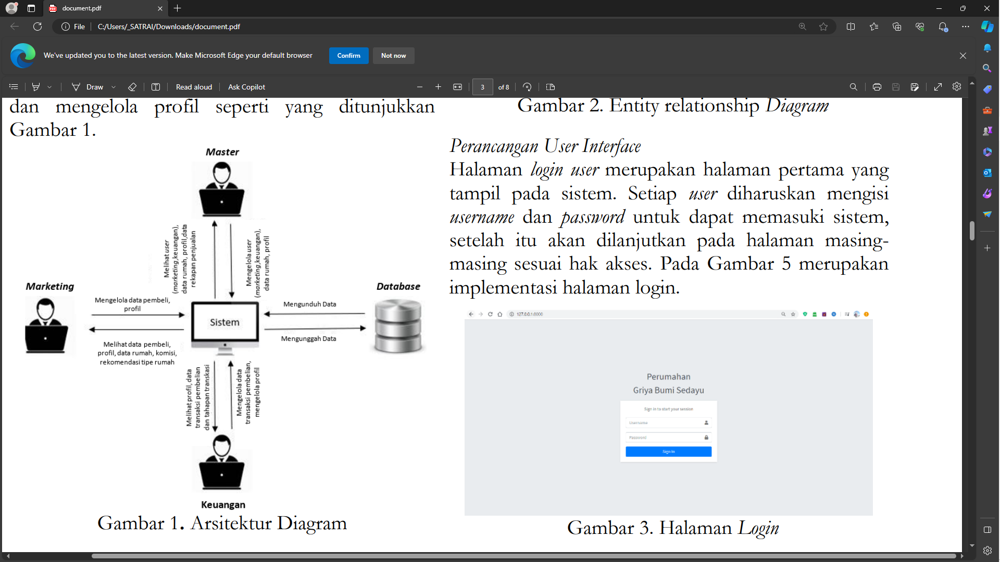 document.pdf
File
C:/Users/_SATRAI/Downloads/document.pdf
We've updated you to the latest version. Make Microsoft Edge your default browser
Confirm
Not now
Draw
Read aloud
Ask Copilot
3
of 8
dan mengelola profil seperti yang ditunjukkan
Gambar 1.
Master
Melihat user
(marketing,keuangan),
data rumah, profil,data
rekapan penjualan
Mengelola user
(marketing,keuangan),
data rumah, profil
Marketing
Mengelola data pembeli,
profil
Melihat data pembeli,
profil, data rumah, komisi,
rekomendasi tipe rumah
Sistem
Database
Mengunduh Data
Mengunggah Data
Melihat profil, data
transaksi pembelian
dan tahapan transkasi
Mengelola data
transaksi pembelian,
mengelola profil
Keuangan
Gambar 1. Arsitektur Diagram
Gambar 2. Entity relationship Diagram
Perancangan User Interface
Halaman login user merupakan halaman pertama yang
tampil pada sistem. Setiap user diharuskan mengisi
username dan password untuk dapat memasuki sistem,
setelah itu akan dilanjutkan pada halaman masing-
masing sesuai hak akses. Pada Gambar 5 merupakan
implementasi halaman login.
127.0.0.1:8000
Perumahan
Griya Bumi Sedayu
Sign in to start your session
Username
Password
Sign In
Gambar 3. Halaman Login